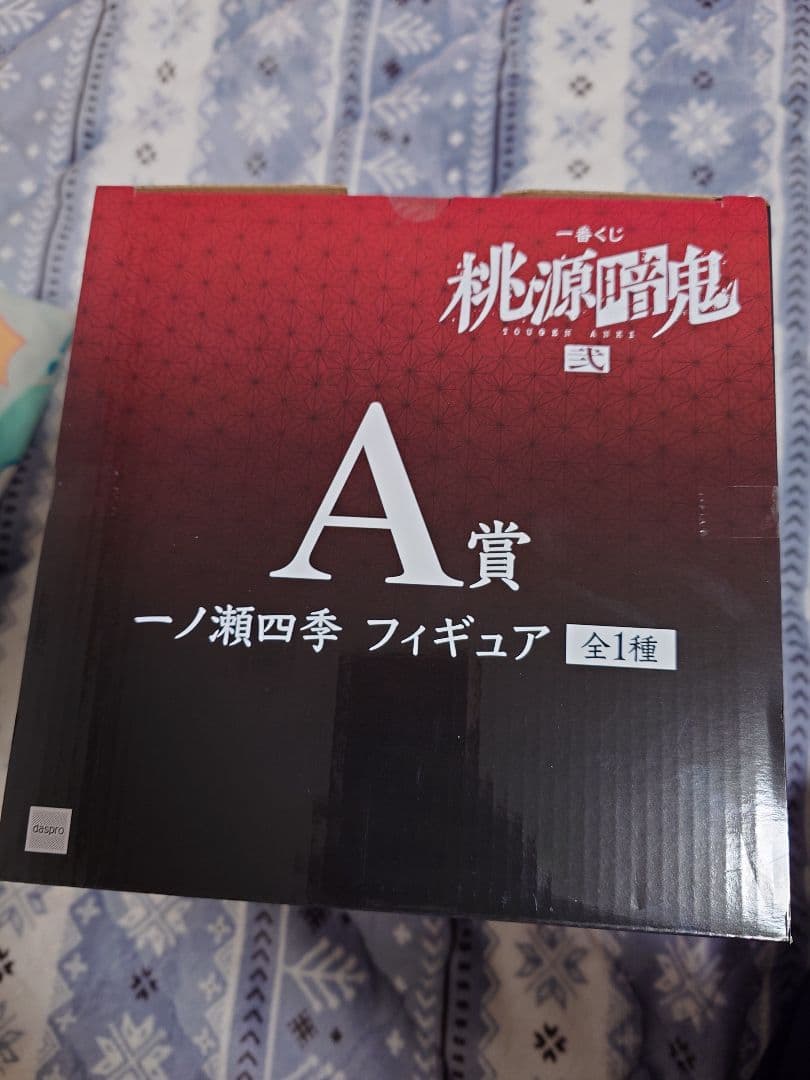 一番くじ
桃源暗鬼
TOUGEN ANKI
弐
A賞
一ノ瀬四季 フィギュア 全1種
daspro